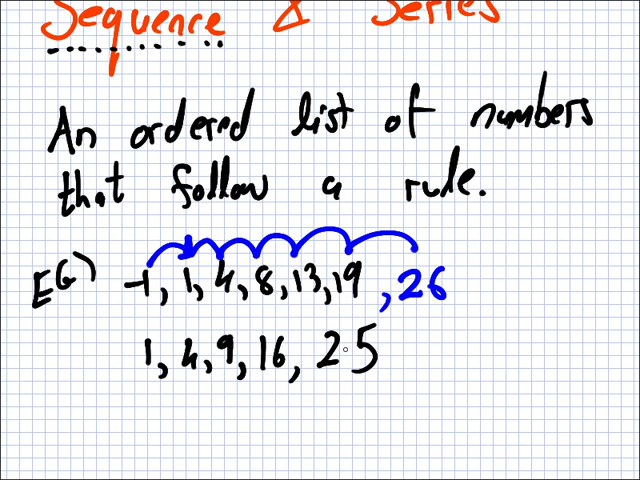 Sequence & Series
An ordered list of numbers
that follow a rule.
EG) -1, 1, 4, 8, 13, 19, 26
1, 4, 9, 16, 25